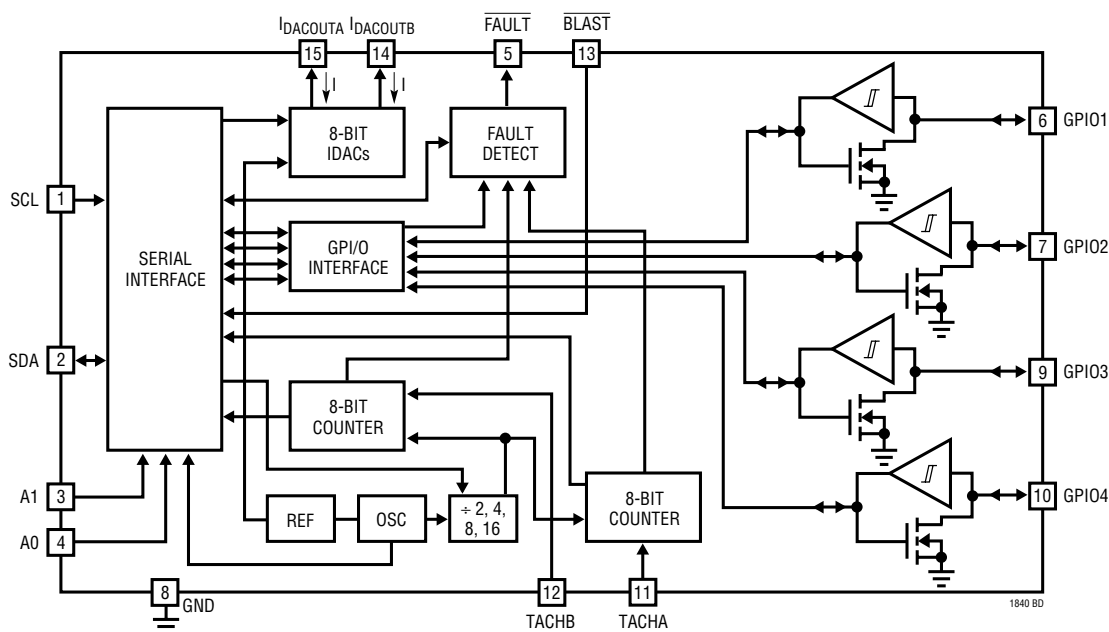 IDACOUTA IDACOUTB FAULT BLAST
15 14 5 13
I I
8-BIT
IDACs
FAULT
DETECT
6 GPIO1
SCL 1
SERIAL
INTERFACE
GPI/O
INTERFACE
7 GPIO2
SDA 2
9 GPIO3
8-BIT
COUNTER
A1 3
A0 4
REF
OSC
÷ 2, 4,
8, 16
8-BIT
COUNTER
10 GPIO4
8 GND
12 11
TACHB TACHA
1840 BD